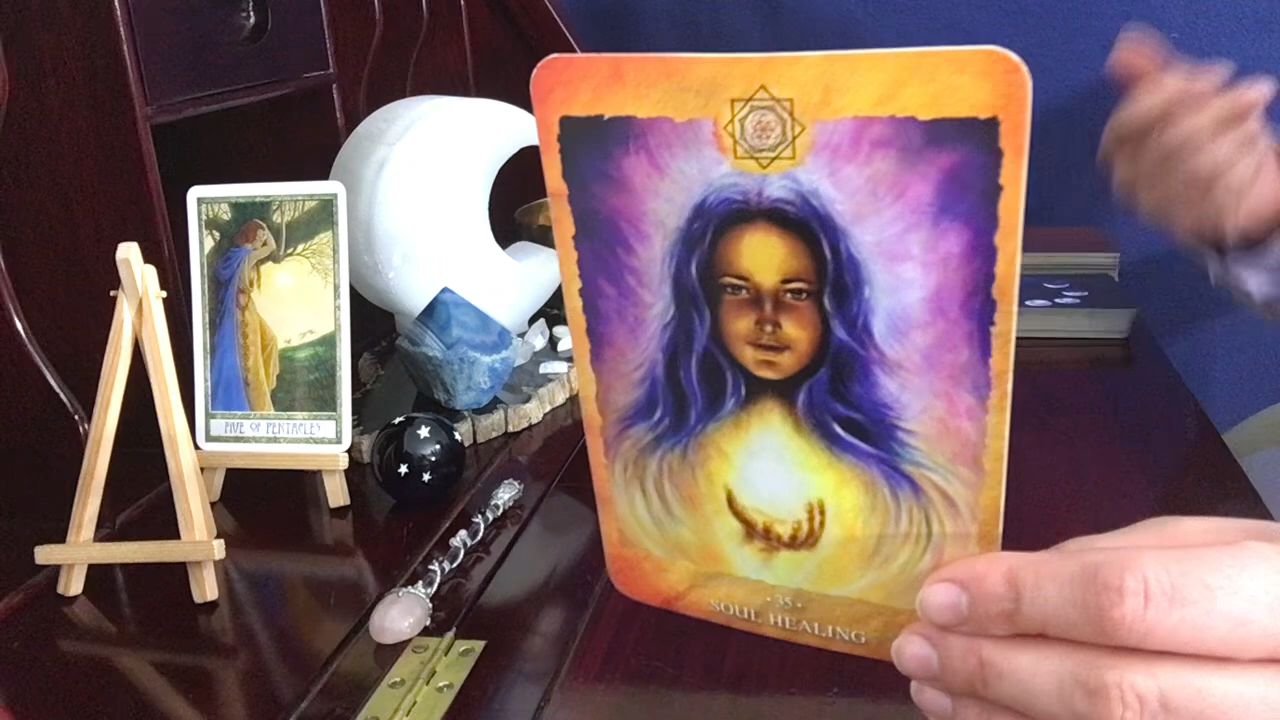 FIVE OF PENTACLES
• 35 •
SOUL HEALING